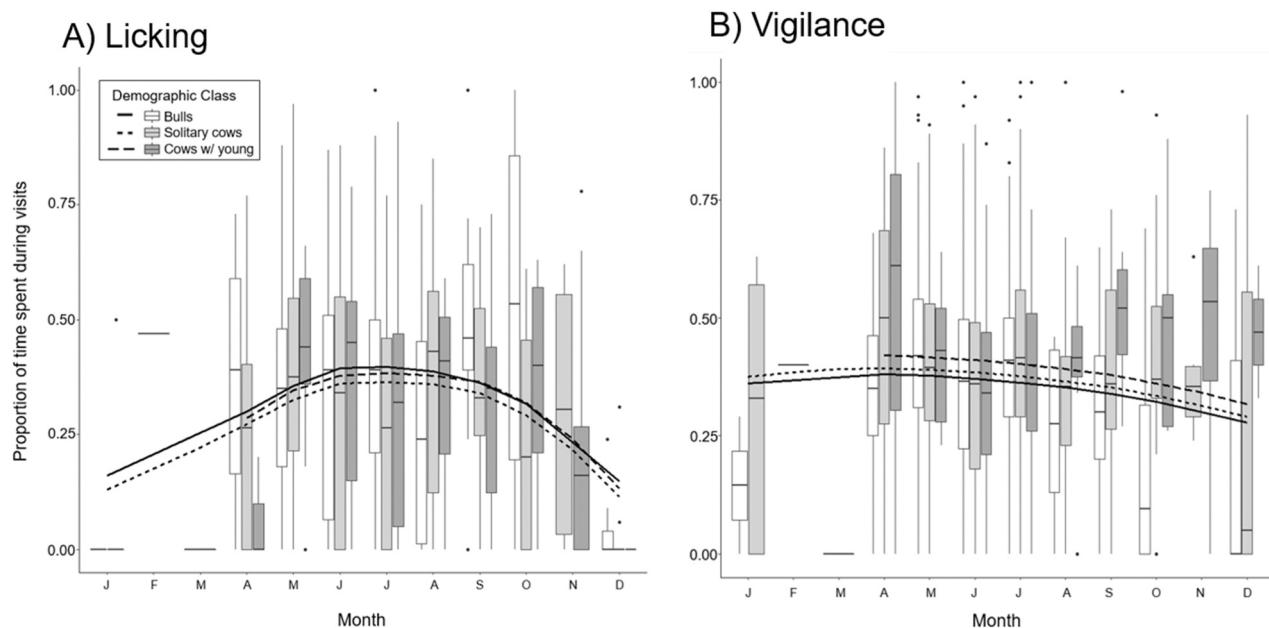 A) Licking
Proportion of time spent during visits
1.00
0.75
0.50
0.25
0.00
Demographic Class
Bulls
Solitary cows
Cows w/ young
J F M A M J J A S O N D
Month
B) Vigilance
1.00
0.75
0.50
0.25
0.00
J F M A M J J A S O N D
Month